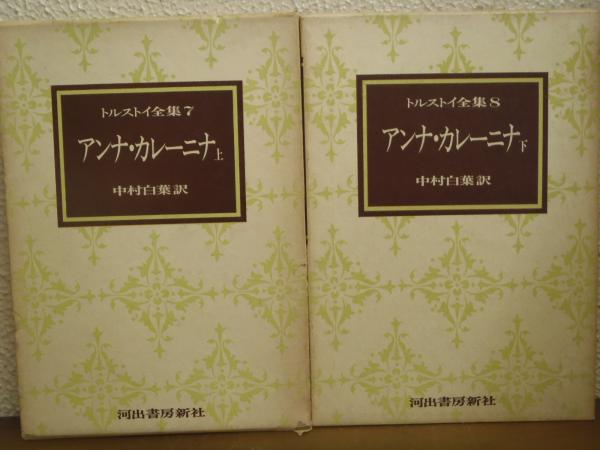 トルストイ全集7
アンナ・カレーニナ上
中村白葉訳
河出書房新社
トルストイ全集8
アンナ・カレーニナ下
中村白葉訳
河出書房新社